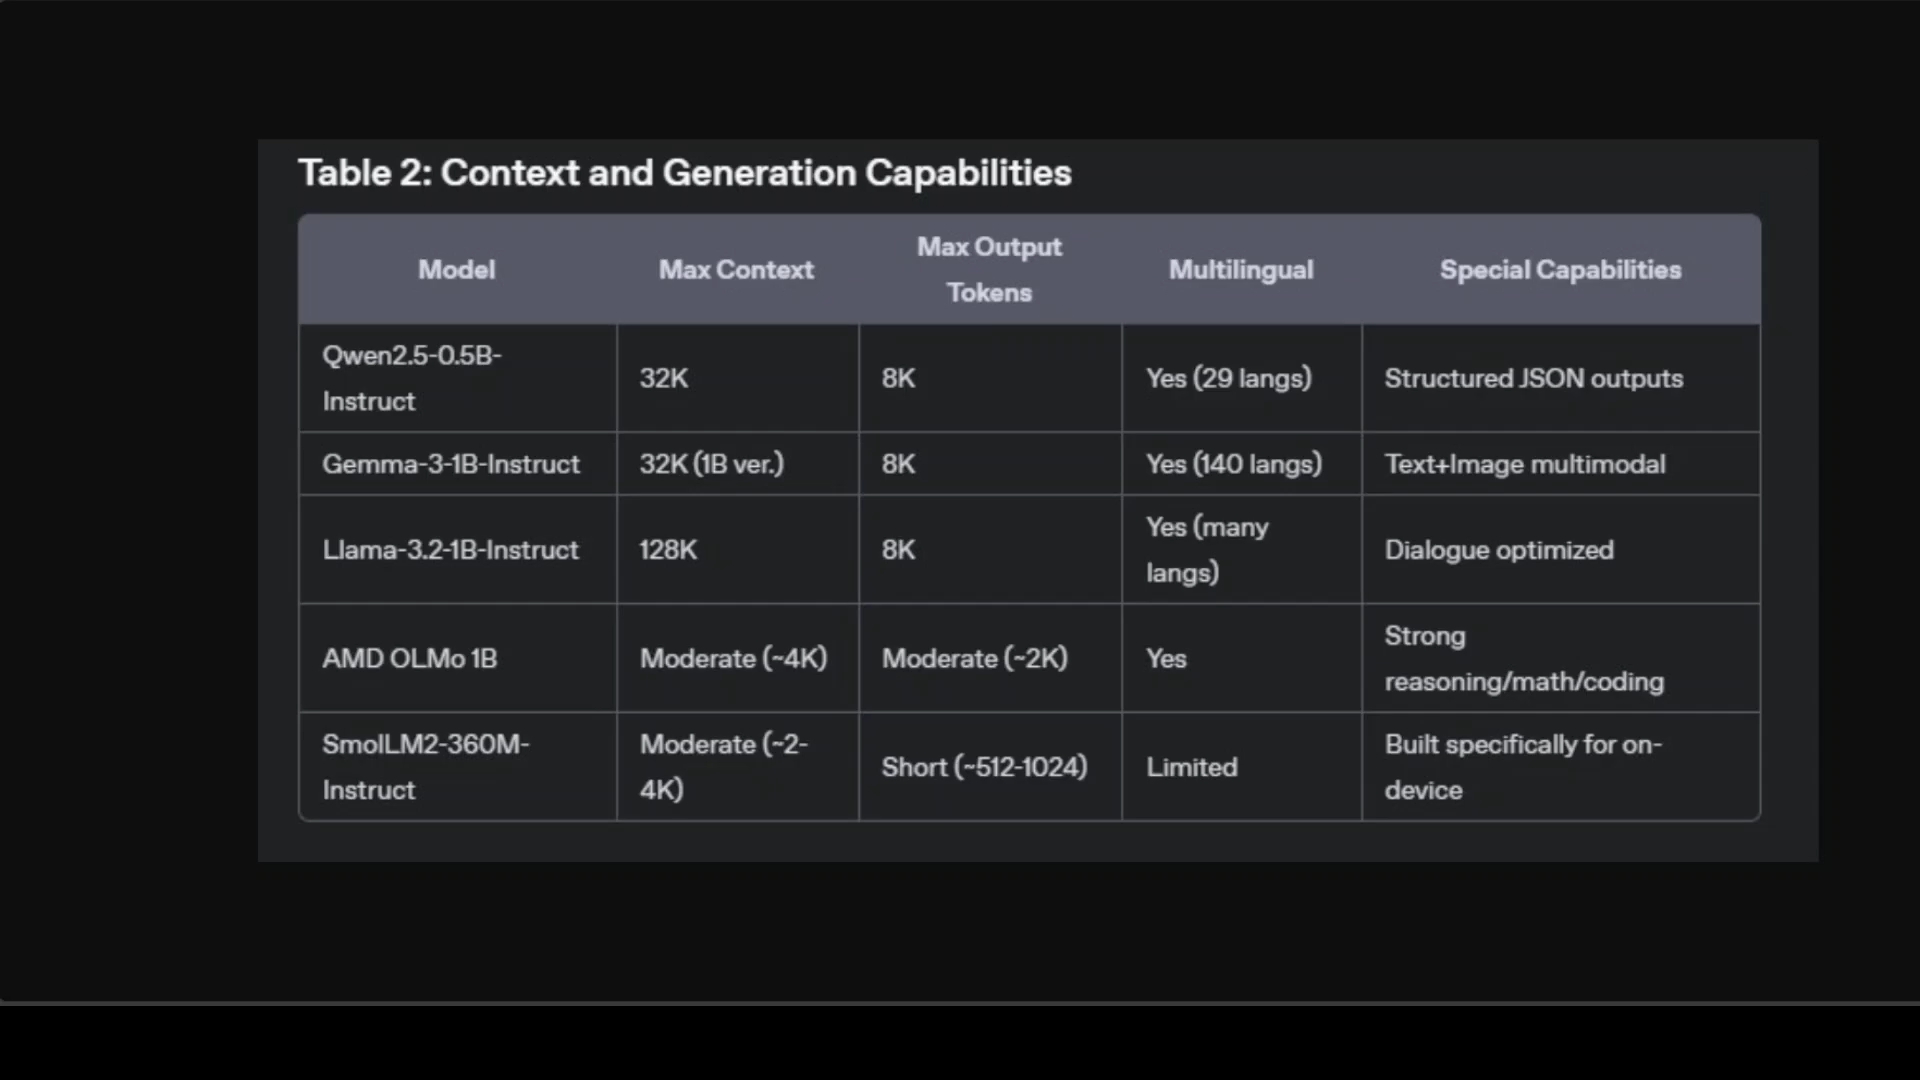 Table 2: Context and Generation Capabilities
Model
Max Context
Max Output
Tokens
Multilingual
Special Capabilities
Qwen2.5-0.5B-
Instruct
32K
8K
Yes (29 langs)
Structured JSON outputs
Gemma-3-1B-Instruct
32K (1B ver.)
8K
Yes (140 langs)
Text+Image multimodal
Llama-3.2-1B-Instruct
128K
8K
Yes (many
langs)
Dialogue optimized
AMD OLMo 1B
Moderate (~4K)
Moderate (~2K)
Yes
Strong
reasoning/math/coding
SmolLM2-360M-
Instruct
Moderate (~2-
4K)
Short (~512-1024)
Limited
Built specifically for on-
device